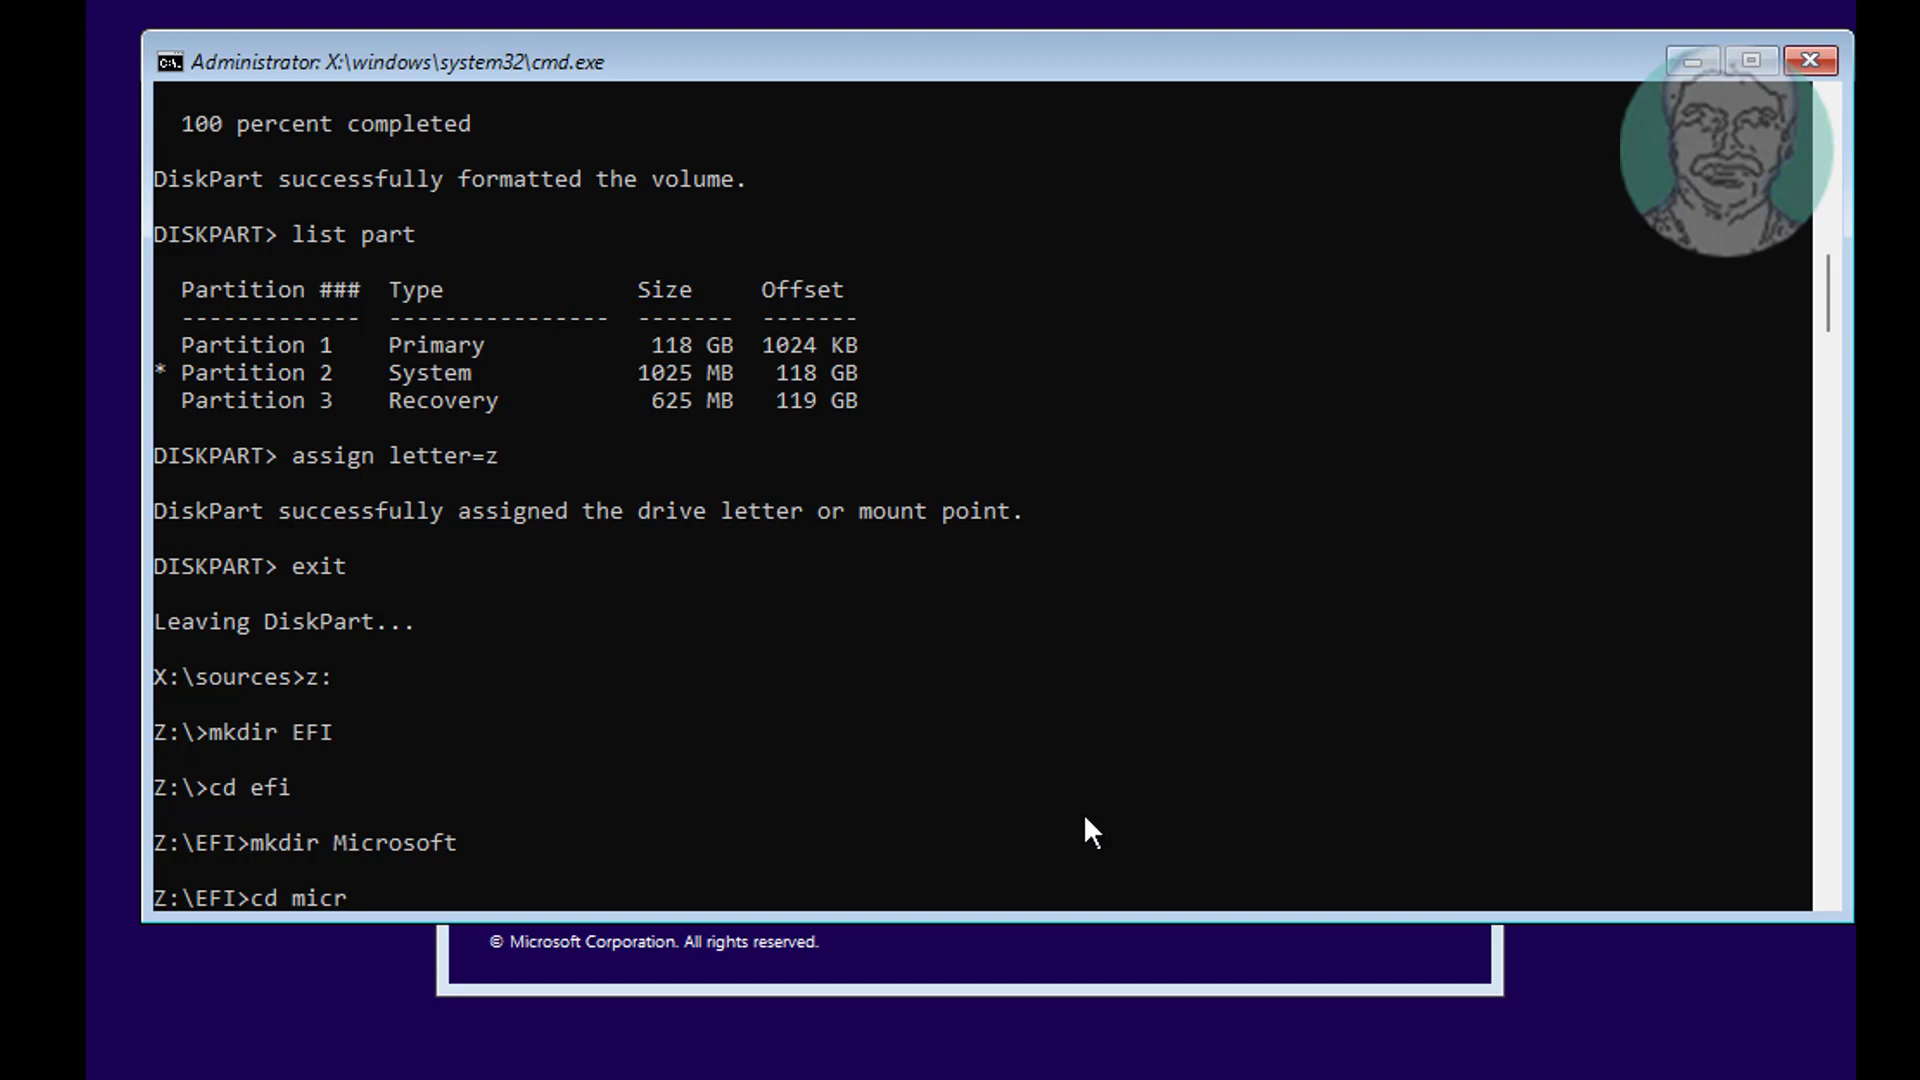 Administrator: X:\windows\system32\cmd.exe
100 percent completed
DiskPart successfully formatted the volume.
DISKPART> list part
Partition ### Type Size Offset
------------- ---------------- ------- -------
Partition 1 Primary 118 GB 1024 KB
* Partition 2 System 1025 MB 118 GB
Partition 3 Recovery 625 MB 119 GB
DISKPART> assign letter=z
DiskPart successfully assigned the drive letter or mount point.
DISKPART> exit
Leaving DiskPart...
X:\sources>z:
Z:\>mkdir EFI
Z:\>cd efi
Z:\EFI>mkdir Microsoft
Z:\EFI>cd micr
© Microsoft Corporation. All rights reserved.